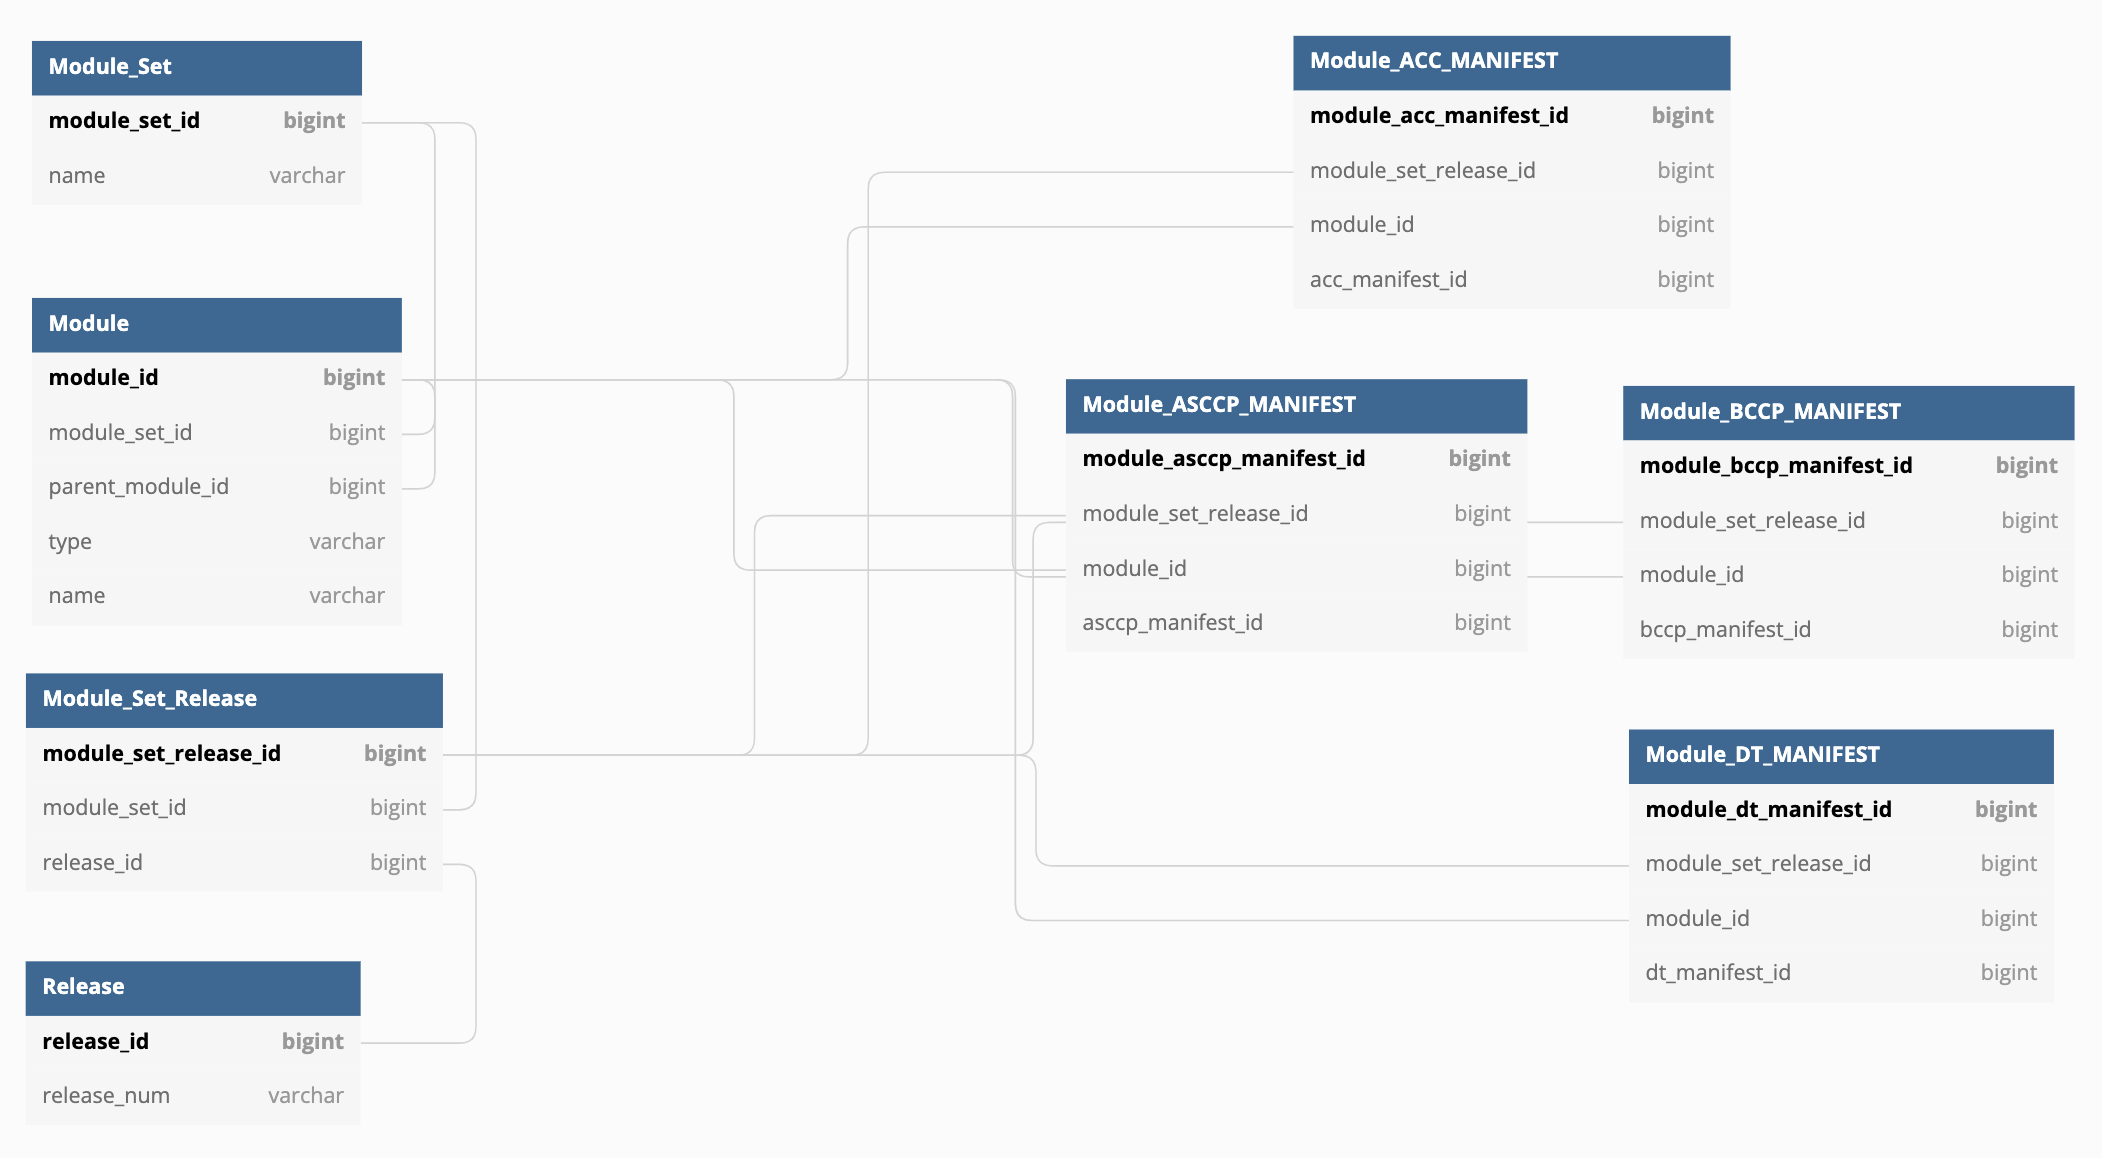 Module_Set
module_set_id bigint
name varchar
Module
module_id bigint
module_set_id bigint
parent_module_id bigint
type varchar
name varchar
Module_Set_Release
module_set_release_id bigint
module_set_id bigint
release_id bigint
Release
release_id bigint
release_num varchar
Module_ACC_MANIFEST
module_acc_manifest_id bigint
module_set_release_id bigint
module_id bigint
acc_manifest_id bigint
Module_ASCCP_MANIFEST
module_asccp_manifest_id bigint
module_set_release_id bigint
module_id bigint
asccp_manifest_id bigint
Module_BCCP_MANIFEST
module_bccp_manifest_id bigint
module_set_release_id bigint
module_id bigint
bccp_manifest_id bigint
Module_DT_MANIFEST
module_dt_manifest_id bigint
module_set_release_id bigint
module_id bigint
dt_manifest_id bigint